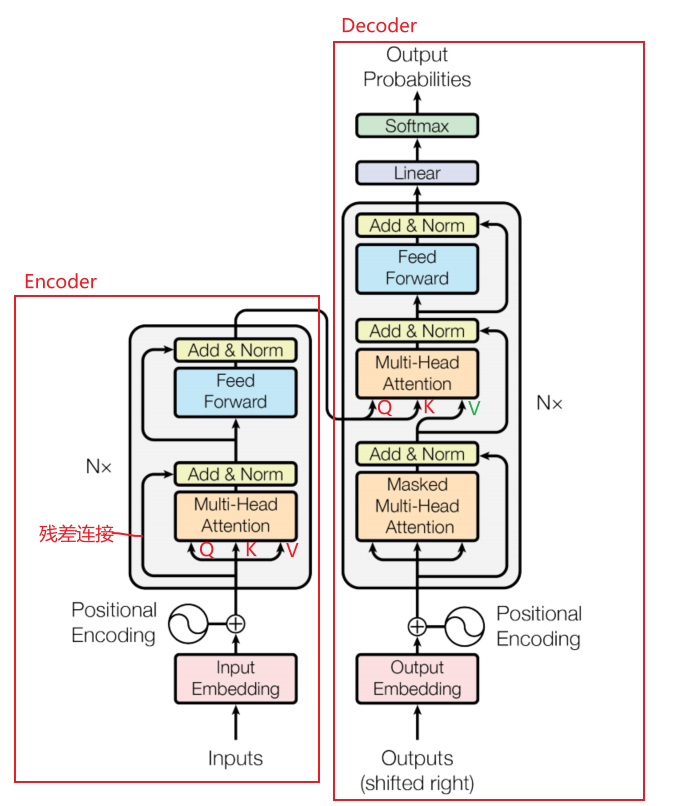 Decoder
Output
Probabilities
Softmax
Linear
Add & Norm
Feed
Forward
Add & Norm
Multi-Head
Attention
Q K V
N×
Add & Norm
Masked
Multi-Head
Attention
Positional
Encoding
Output
Embedding
Outputs
(shifted right)
Encoder
Add & Norm
Feed
Forward
N×
Add & Norm
Multi-Head
Attention
Q K V
残差连接
Positional
Encoding
Input
Embedding
Inputs